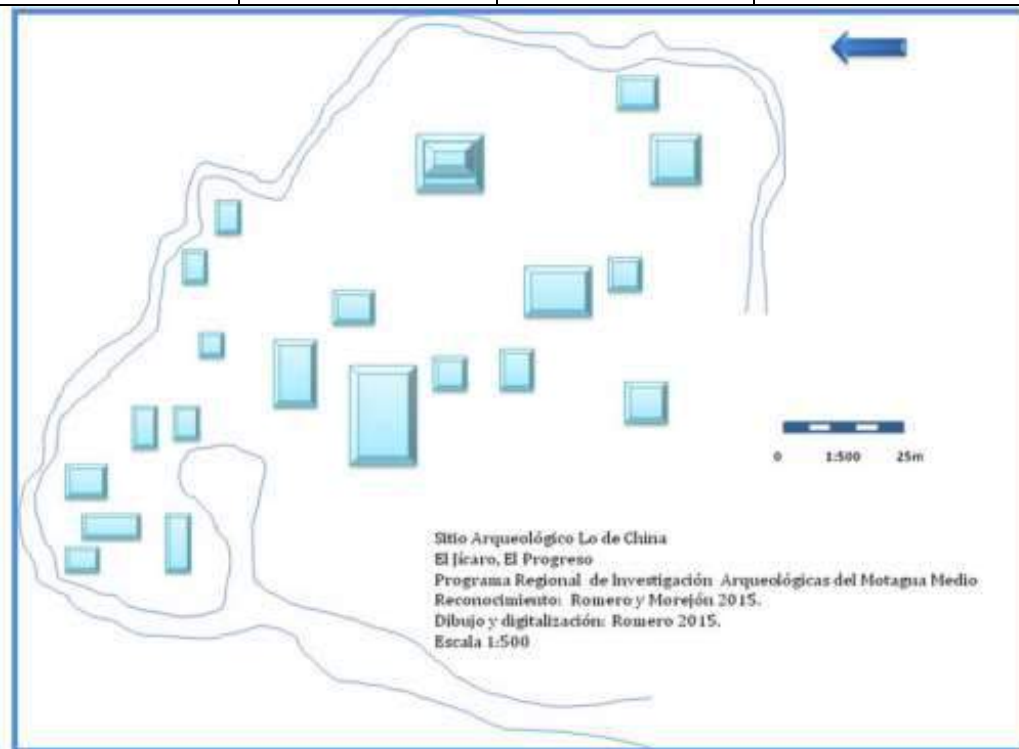 0 1:500 25m
Sitio Arqueológico Lo de China
El Jícaro, El Progreso
Programa Regional de Investigación Arqueológicas del Motagua Medio
Reconocimiento: Romero y Morejón 2015.
Dibujo y digitalización: Romero 2015.
Escala 1:500